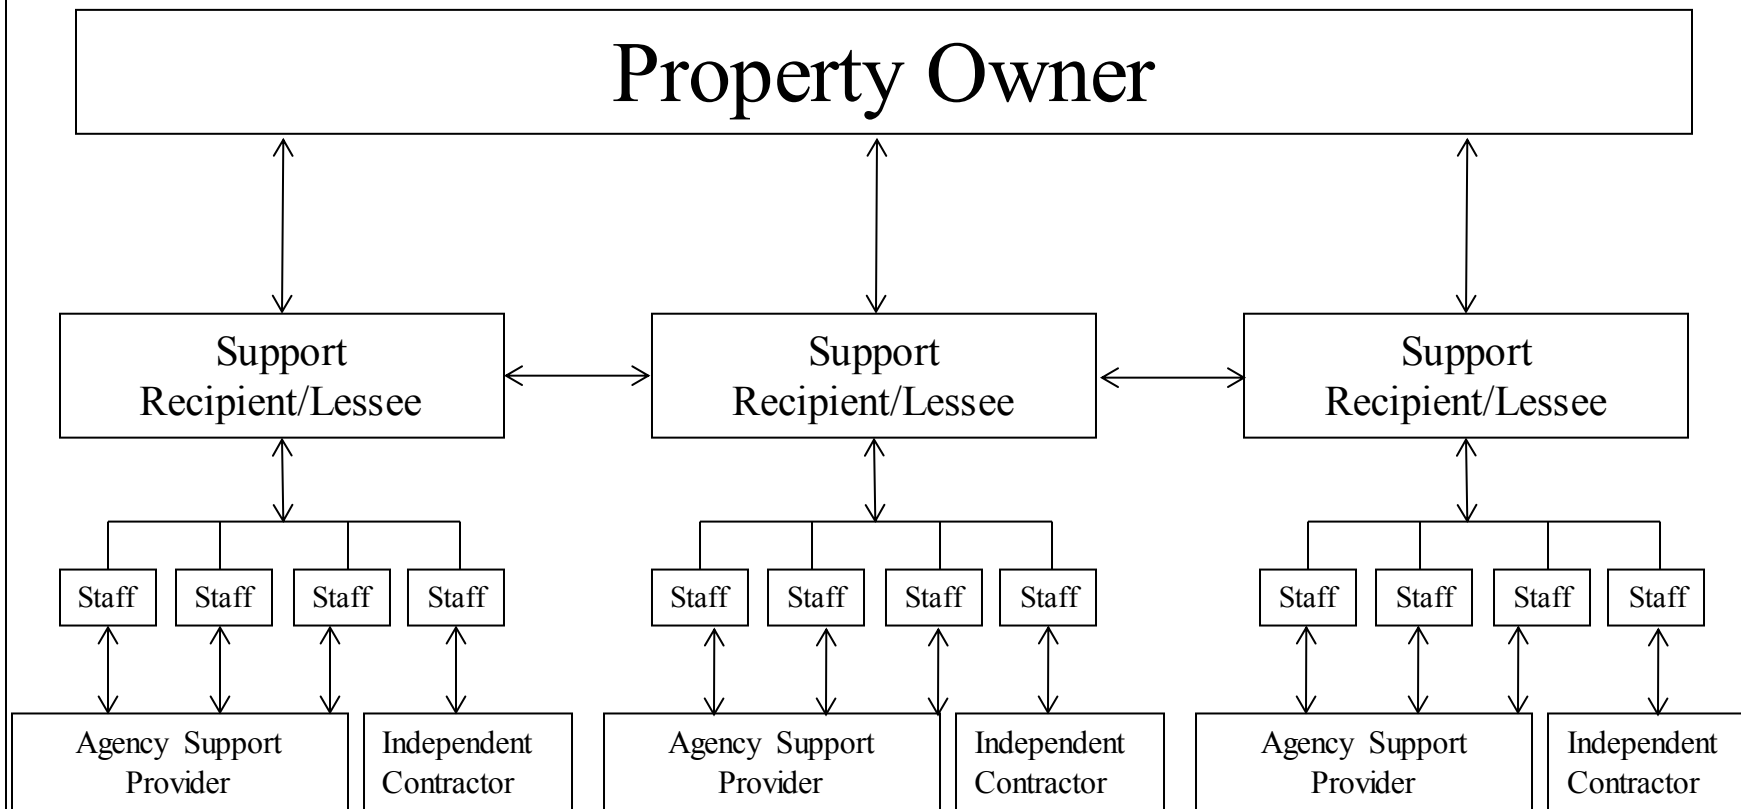 Property Owner
Support
Recipient/Lessee
Support
Recipient/Lessee
Support
Recipient/Lessee
Staff
Staff
Staff
Staff
Staff
Staff
Staff
Staff
Staff
Staff
Staff
Staff
Agency Support
Provider
Independent
Contractor
Agency Support
Provider
Independent
Contractor
Agency Support
Provider
Independent
Contractor